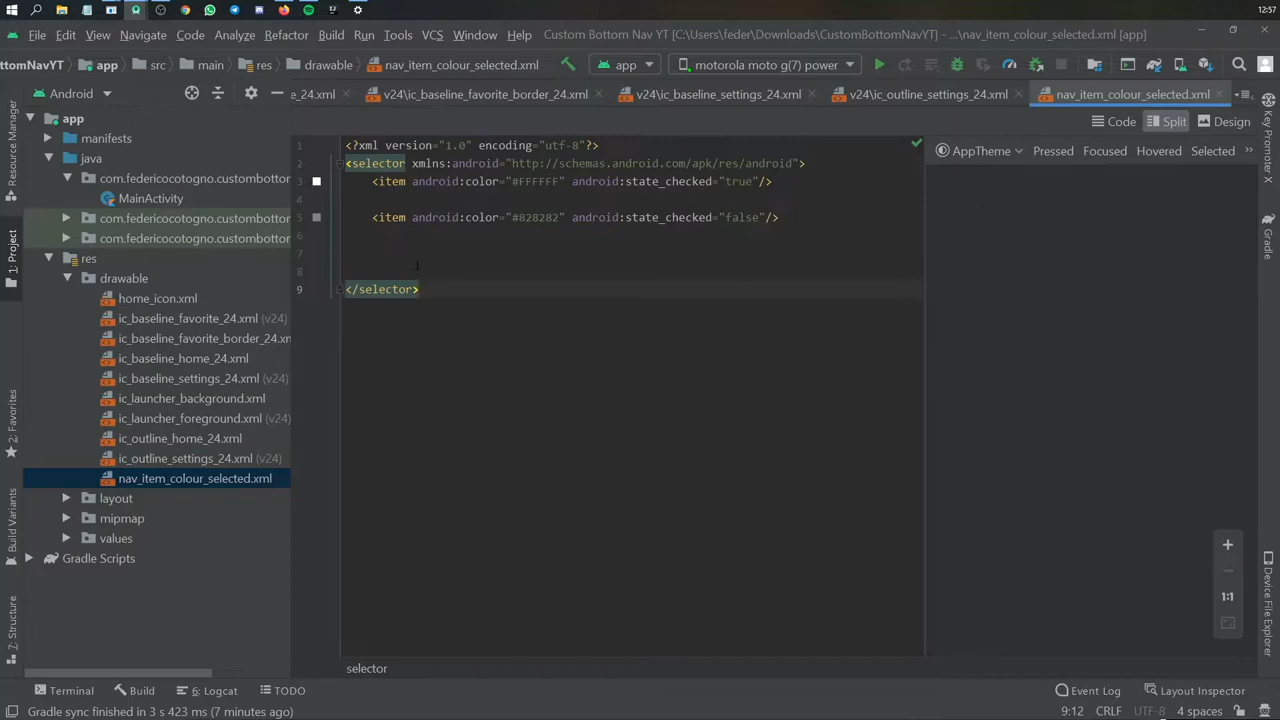 12:57
File Edit View Navigate Code Analyze Refactor Build Run Tools VCS Window Help Custom Bottom Nav YT [C:\Users\feder\Downloads\CustomBottomNavYT] - ...\nav_item_colour_selected.xml [app]
ottomNavYT app src main res drawable nav_item_colour_selected.xml app motorola moto g(7) power
Android e_24.xml v24\ic_baseline_favorite_border_24.xml v24\ic_baseline_settings_24.xml v24\ic_outline_settings_24.xml nav_item_colour_selected.xml
Code Split Design
AppTheme Pressed Focused Hovered Selected
Resource Manager
1: Project
2: Favorites
Build Variants
7: Structure
app
manifests
java
com.federicocotogno.custombottor
MainActivity
com.federicocotogno.custombottor
com.federicocotogno.custombottor
res
drawable
home_icon.xml
ic_baseline_favorite_24.xml (v24)
ic_baseline_favorite_border_24.xm
ic_baseline_home_24.xml
ic_baseline_settings_24.xml (v24)
ic_launcher_background.xml
ic_launcher_foreground.xml (v24)
ic_outline_home_24.xml
ic_outline_settings_24.xml (v24)
nav_item_colour_selected.xml
layout
mipmap
values
Gradle Scripts
1 <?xml version="1.0" encoding="utf-8"?>
2 <selector xmlns:android="http://schemas.android.com/apk/res/android">
3 <item android:color="#FFFFFF" android:state_checked="true"/>
4
5 <item android:color="#828282" android:state_checked="false"/>
6
7
8
9 </selector>
selector
1:1
Key Promoter X
Gradle
Device File Explorer
Terminal Build 6: Logcat TODO Event Log Layout Inspector
Gradle sync finished in 3 s 423 ms (7 minutes ago) 9:12 CRLF UTF-8 4 spaces